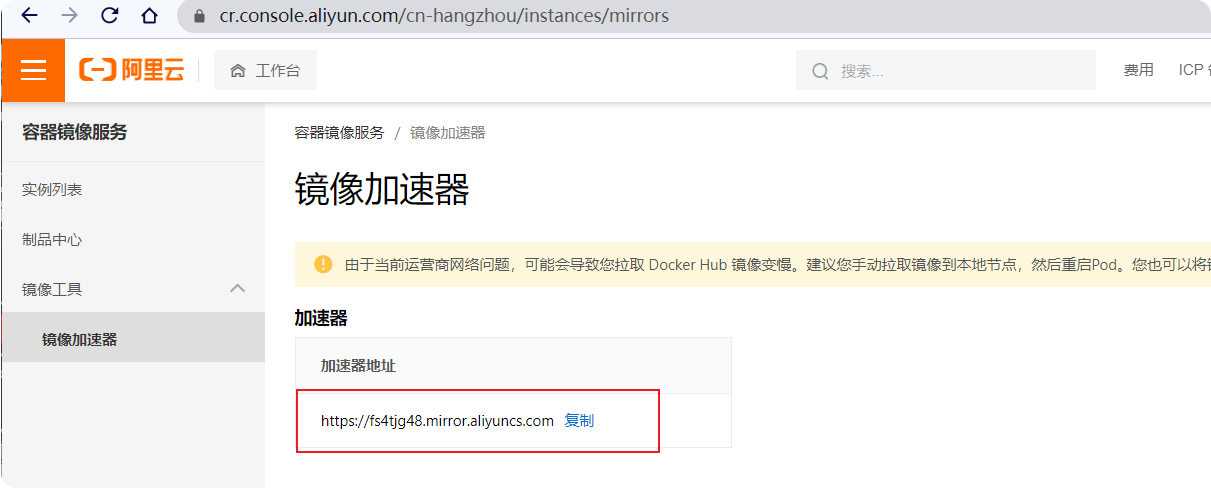 cr.console.aliyun.com/cn-hangzhou/instances/mirrors
阿里云 工作台 搜索... 费用 ICP
容器镜像服务
容器镜像服务 / 镜像加速器
实例列表
镜像加速器
制品中心
由于当前运营商网络问题，可能会导致您拉取 Docker Hub 镜像变慢。建议您手动拉取镜像到本地节点，然后重启Pod。您也可以将
镜像工具
加速器
镜像加速器
加速器地址
https://fs4tjg48.mirror.aliyuncs.com 复制